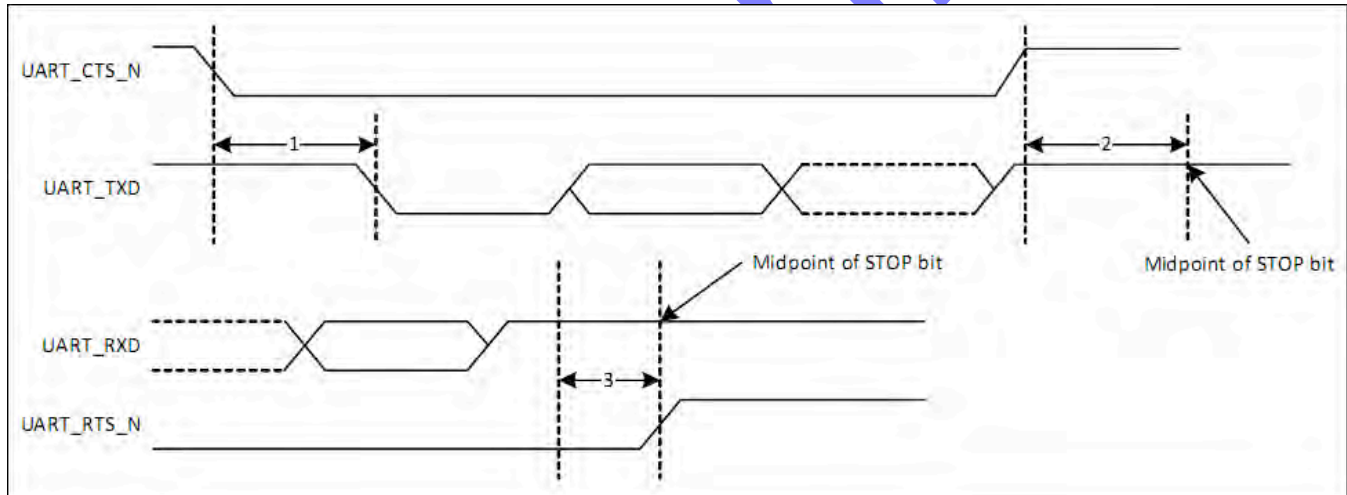 UART_CTS_N
1
2
UART_TXD
Midpoint of STOP bit
Midpoint of STOP bit
UART_RXD
3
UART_RTS_N